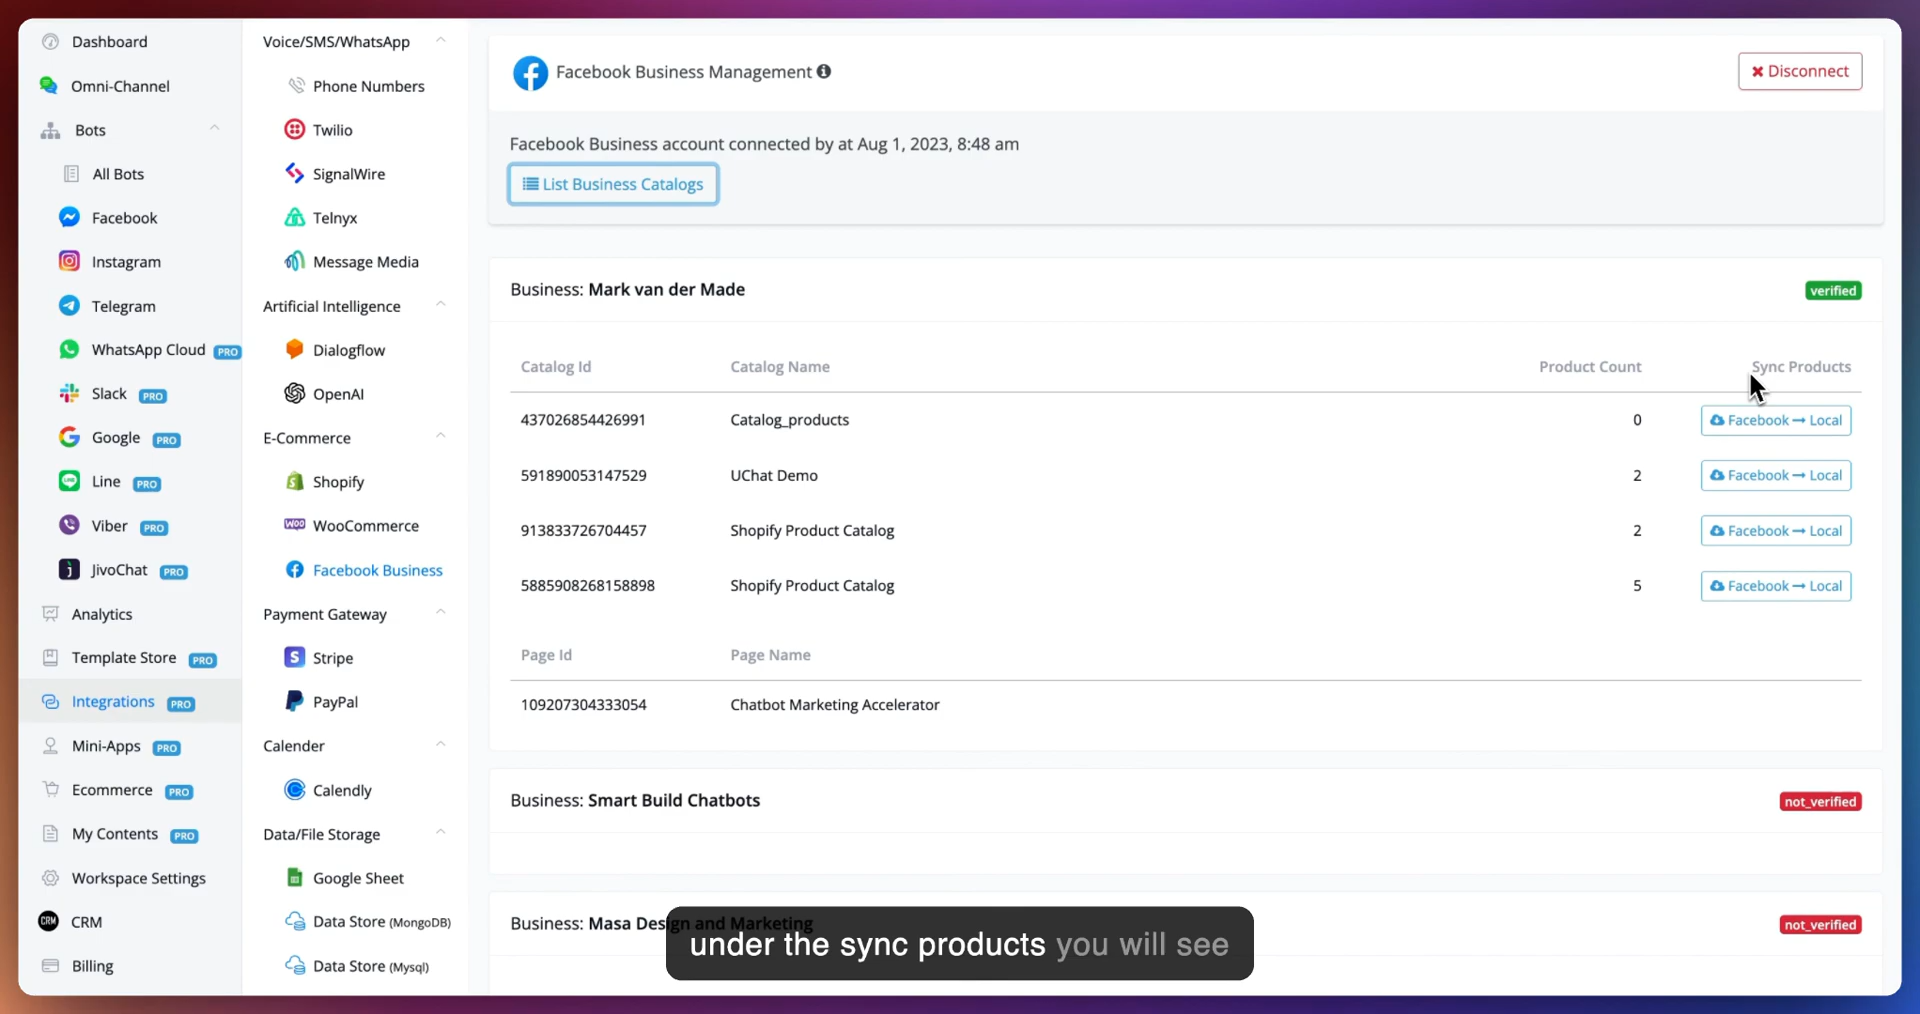 Dashboard
Omni-Channel
Bots
All Bots
Facebook
Instagram
Telegram
WhatsApp Cloud PRO
Slack PRO
Google PRO
Line PRO
Viber PRO
JivoChat PRO
Analytics
Template Store PRO
Integrations PRO
Mini-Apps PRO
Ecommerce PRO
My Contents PRO
Workspace Settings
CRM CRM
Billing
Voice/SMS/WhatsApp
Phone Numbers
Twilio
SignalWire
Telnyx
Message Media
Artificial Intelligence
Dialogflow
OpenAI
E-Commerce
Shopify
WOO WooCommerce
Facebook Business
Payment Gateway
Stripe
PayPal
Calender
Calendly
Data/File Storage
Google Sheet
Data Store (MongoDB)
Data Store (Mysql)
Facebook Business Management
Disconnect
Facebook Business account connected by at Aug 1, 2023, 8:48 am
List Business Catalogs
Business: Mark van der Made verified
Catalog Id Catalog Name Product Count Sync Products
437026854426991 Catalog_products 0 Facebook → Local
591890053147529 UChat Demo 2 Facebook → Local
913833726704457 Shopify Product Catalog 2 Facebook → Local
5885908268158898 Shopify Product Catalog 5 Facebook → Local
Page Id Page Name
109207304333054 Chatbot Marketing Accelerator
Business: Smart Build Chatbots not_verified
Business: Masa Design and Marketing not_verified
under the sync products you will see